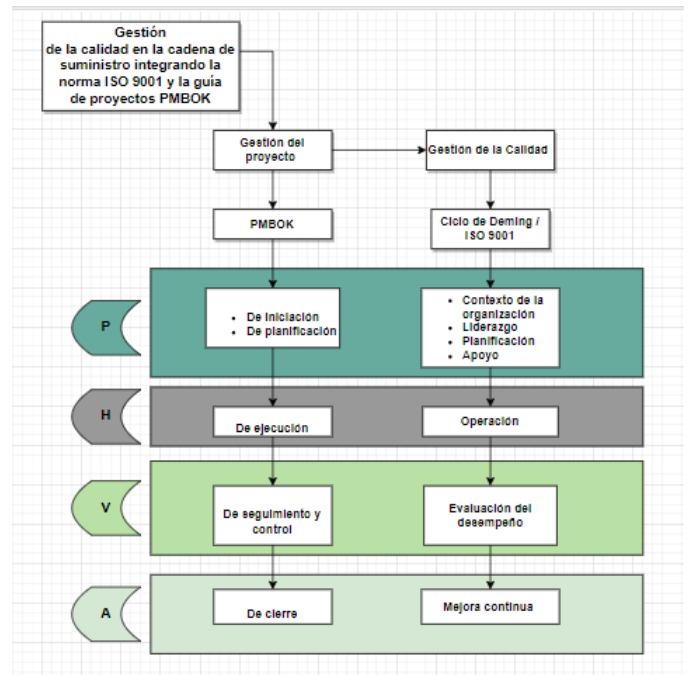 Gestión
de la calidad en la cadena de
suministro integrando la
norma ISO 9001 y la guía
de proyectos PMBOK
Gestión del
proyecto
Gestión de la Calidad
PMBOK
Ciclo de Deming /
ISO 9001
P
• De iniciación
• De planificación
• Contexto de la
organización
• Liderazgo
• Planificación
• Apoyo
H
De ejecución
Operación
V
De seguimiento y
control
Evaluación del
desempeño
A
De cierre
Mejora continua